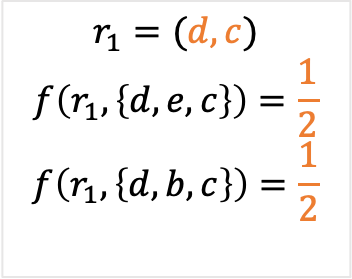 r₁ = (d, c)
f(r₁, {d, e, c}) = 1/2
f(r₁, {d, b, c}) = 1/2